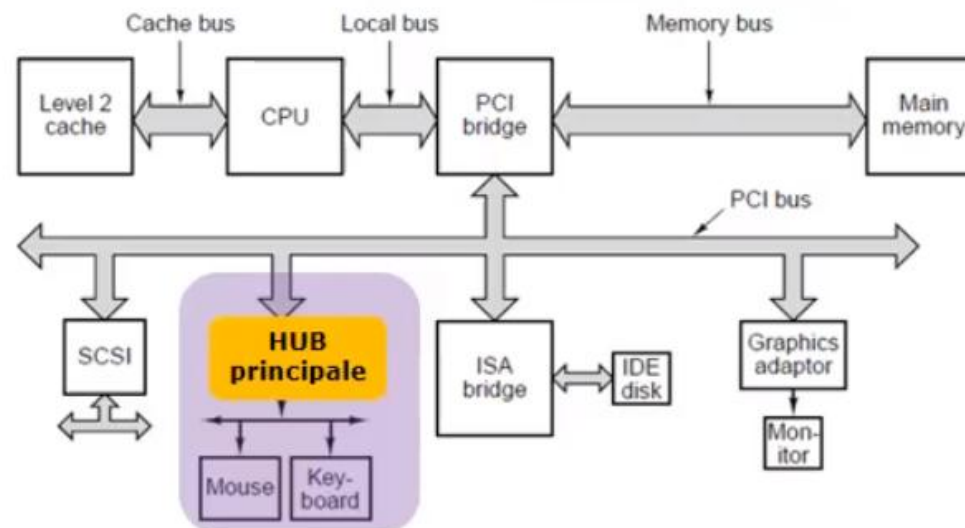 Cache bus
Local bus
Memory bus
Level 2
cache
CPU
PCI
bridge
Main
memory
PCI bus
SCSI
HUB
principale
ISA
bridge
IDE
disk
Graphics
adaptor
Mouse
Key-
board
Mon-
itor